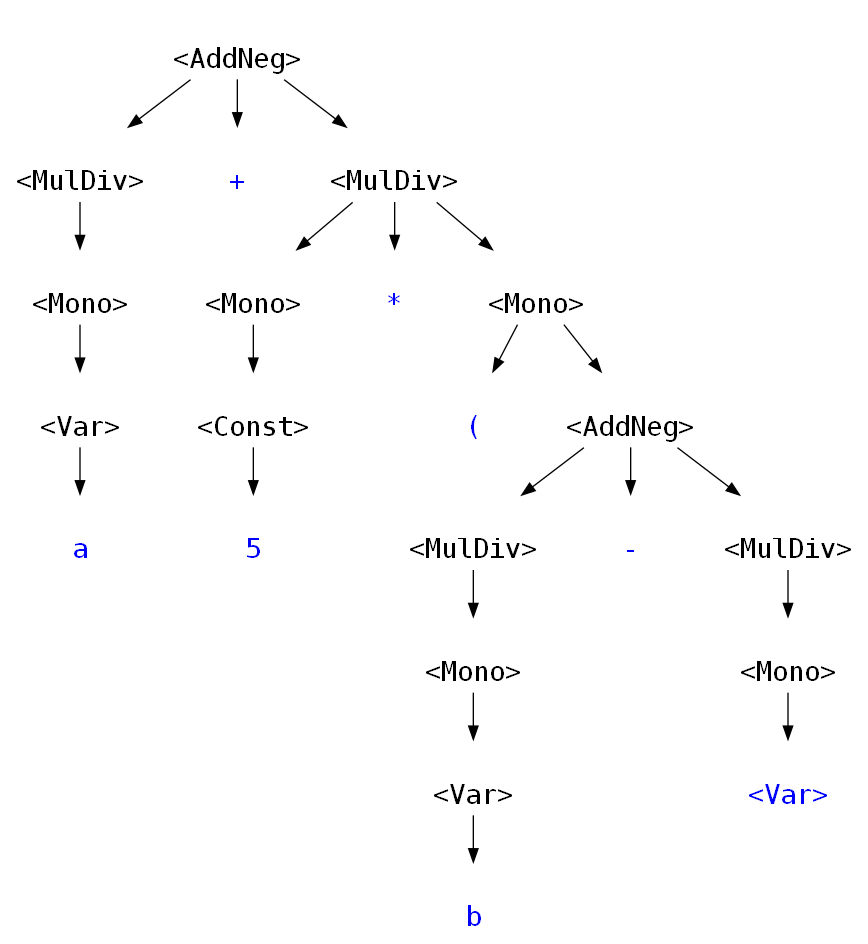 <AddNeg>
<MulDiv> + <MulDiv>
<Mono> <Mono> * <Mono>
<Var> <Const> ( <AddNeg>
a 5 <MulDiv> - <MulDiv>
<Mono> <Mono>
<Var> <Var>
b